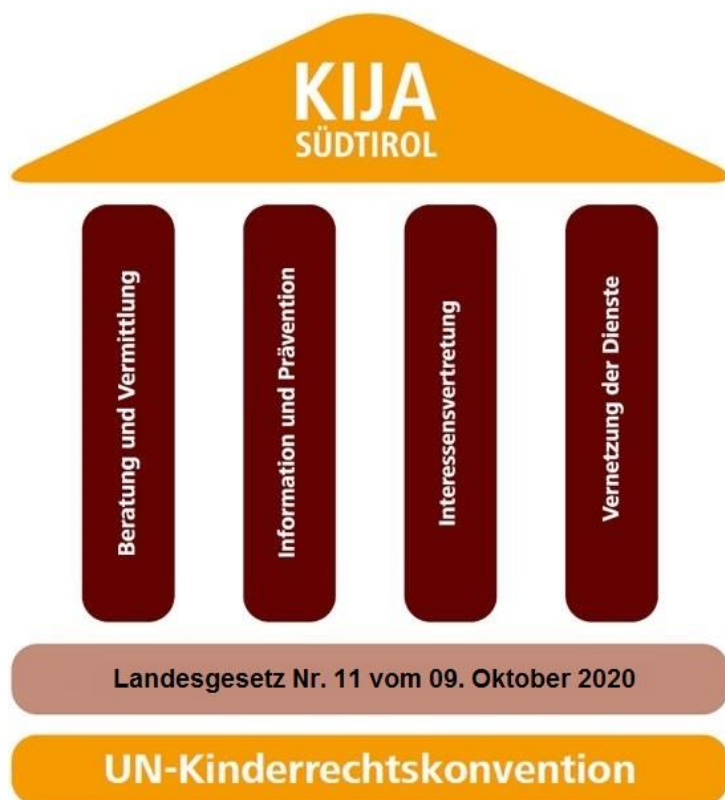 KIJA
SÜDTIROL
Beratung und Vermittlung
Information und Prävention
Interessensvertretung
Vernetzung der Dienste
Landesgesetz Nr. 11 vom 09. Oktober 2020
UN-Kinderrechtskonvention